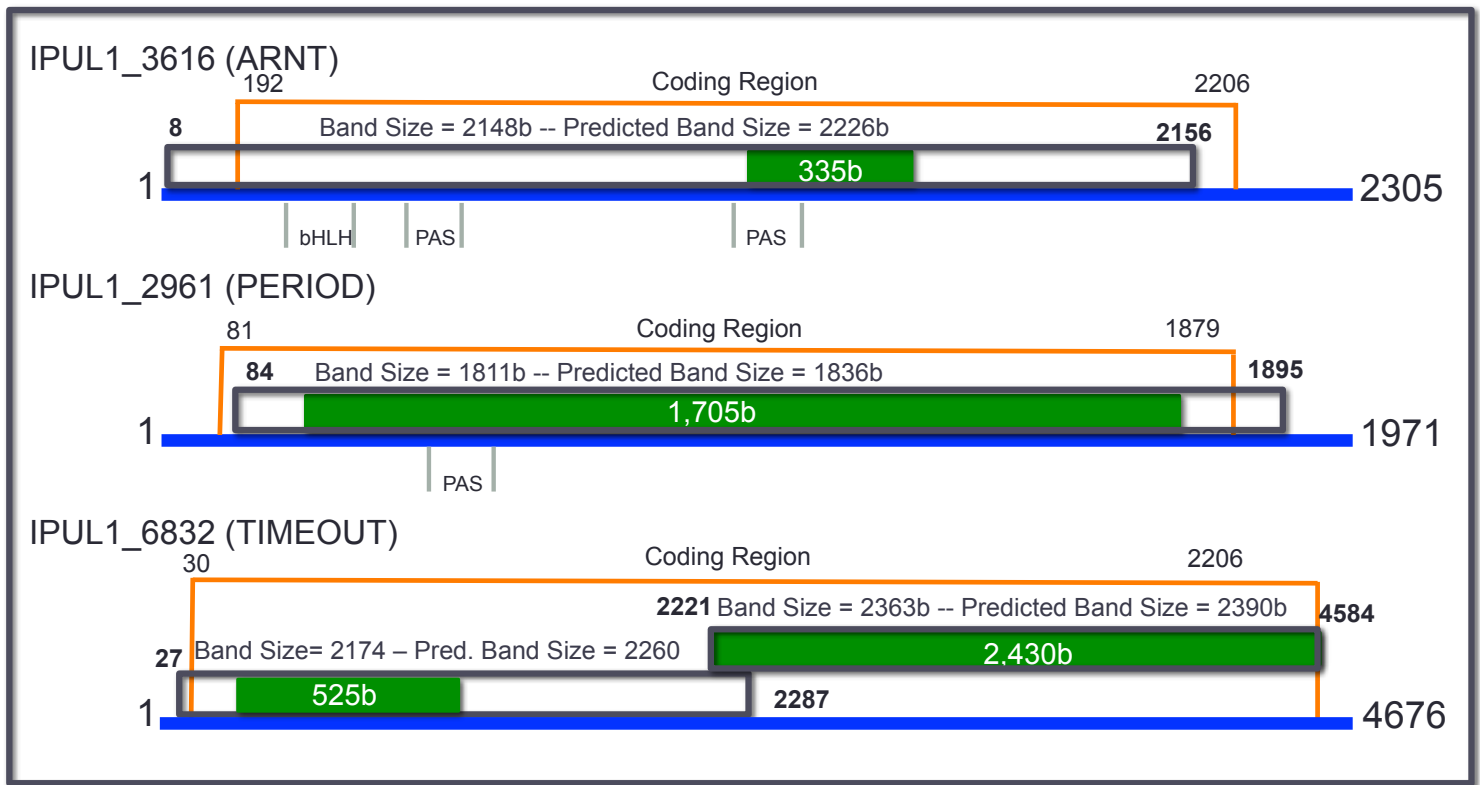 IPUL1_3616 (ARNT)
192 Coding Region 2206
8 Band Size = 2148b -- Predicted Band Size = 2226b 2156
335b
1 2305
bHLH PAS PAS
IPUL1_2961 (PERIOD)
81 Coding Region 1879
84 Band Size = 1811b -- Predicted Band Size = 1836b 1895
1,705b
1 1971
PAS
IPUL1_6832 (TIMEOUT)
30 Coding Region 2206
2221 Band Size = 2363b -- Predicted Band Size = 2390b 4584
27 Band Size= 2174 – Pred. Band Size = 2260 2,430b
525b 2287
1 4676